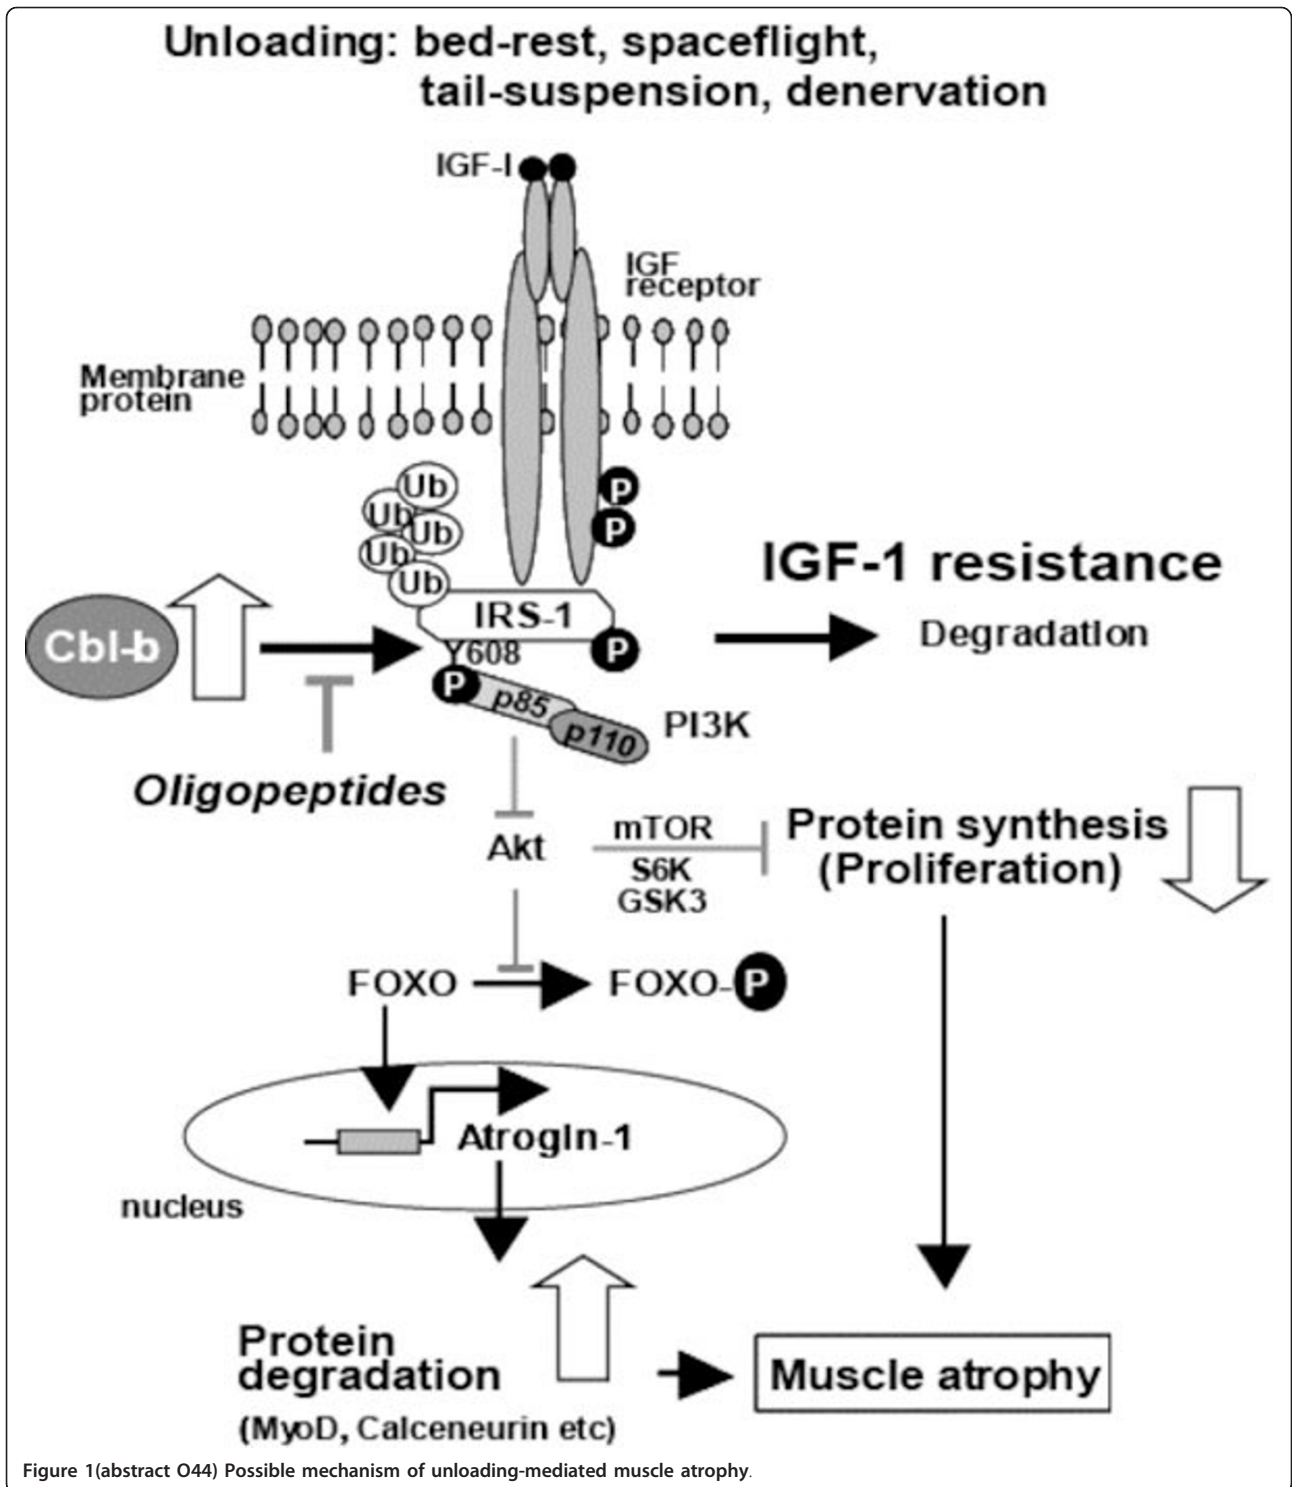 Unloading: bed-rest, spaceflight,
tail-suspension, denervation
IGF-I
IGF
receptor
Membrane
protein
Ub
Ub
Ub
Ub
Ub
P
P
IGF-1 resistance
Cbl-b
IRS-1
Degradation
Y608
P
P
p85
p110
PI3K
Oligopeptides
Akt
mTOR
S6K
GSK3
Protein synthesis
(Proliferation)
FOXO
FOXO-P
Atrogin-1
nucleus
Protein
degradation
(MyoD, Calceneurin etc)
Muscle atrophy
Figure 1(abstract O44) Possible mechanism of unloading-mediated muscle atrophy.